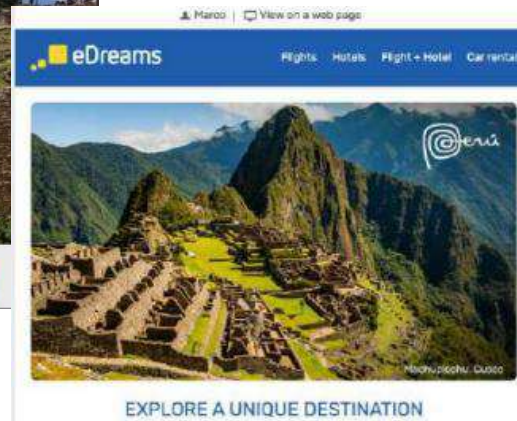 Marco | View on a web page
eDreams
Flights Hotels Flight + Hotel Car rental
Perú
Machupicchu, Cusco
EXPLORE A UNIQUE DESTINATION